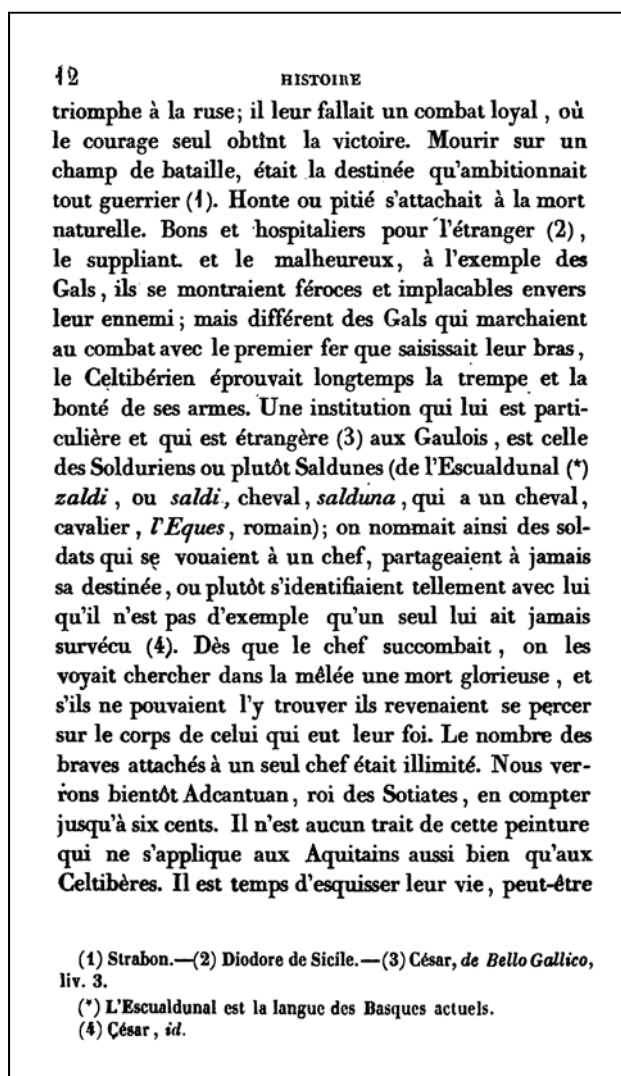 12
HISTOIRE
triomphe à la ruse; il leur fallait un combat loyal, où
le courage seul obtînt la victoire. Mourir sur un
champ de bataille, était la destinée qu'ambitionnait
tout guerrier (1). Honte ou pitié s'attachait à la mort
naturelle. Bons et hospitaliers pour l'étranger (2),
le suppliant et le malheureux, à l'exemple des
Gals, ils se montraient féroces et implacables envers
leur ennemi; mais différent des Gals qui marchaient
au combat avec le premier fer que saisissait leur bras,
le Celtibérien éprouvait longtemps la trempe et la
bonté de ses armes. Une institution qui lui est parti-
culière et qui est étrangère (3) aux Gaulois, est celle
des Solduriens ou plutôt Saldunes (de l'Escualdunal (*)
zaldi, ou saldi, cheval, salduna, qui a un cheval,
cavalier, l'Eques, romain); on nommait ainsi des sol-
dats qui se vouaient à un chef, partageaient à jamais
sa destinée, ou plutôt s'identifiaient tellement avec lui
qu'il n'est pas d'exemple qu'un seul lui ait jamais
survécu (4). Dès que le chef succombait, on les
voyait chercher dans la mêlée une mort glorieuse, et
s'ils ne pouvaient l'y trouver ils revenaient se percer
sur le corps de celui qui eut leur foi. Le nombre des
braves attachés à un seul chef était illimité. Nous ver-
rons bientôt Adcantuan, roi des Sotiates, en compter
jusqu'à six cents. Il n'est aucun trait de cette peinture
qui ne s'applique aux Aquitains aussi bien qu'aux
Celtibères. Il est temps d'esquisser leur vie, peut-être
(1) Strabon.—(2) Diodore de Sicile.—(3) César, de Bello Gallico,
liv. 3.
(*) L'Escualdunal est la langue des Basques actuels.
(4) César, id.